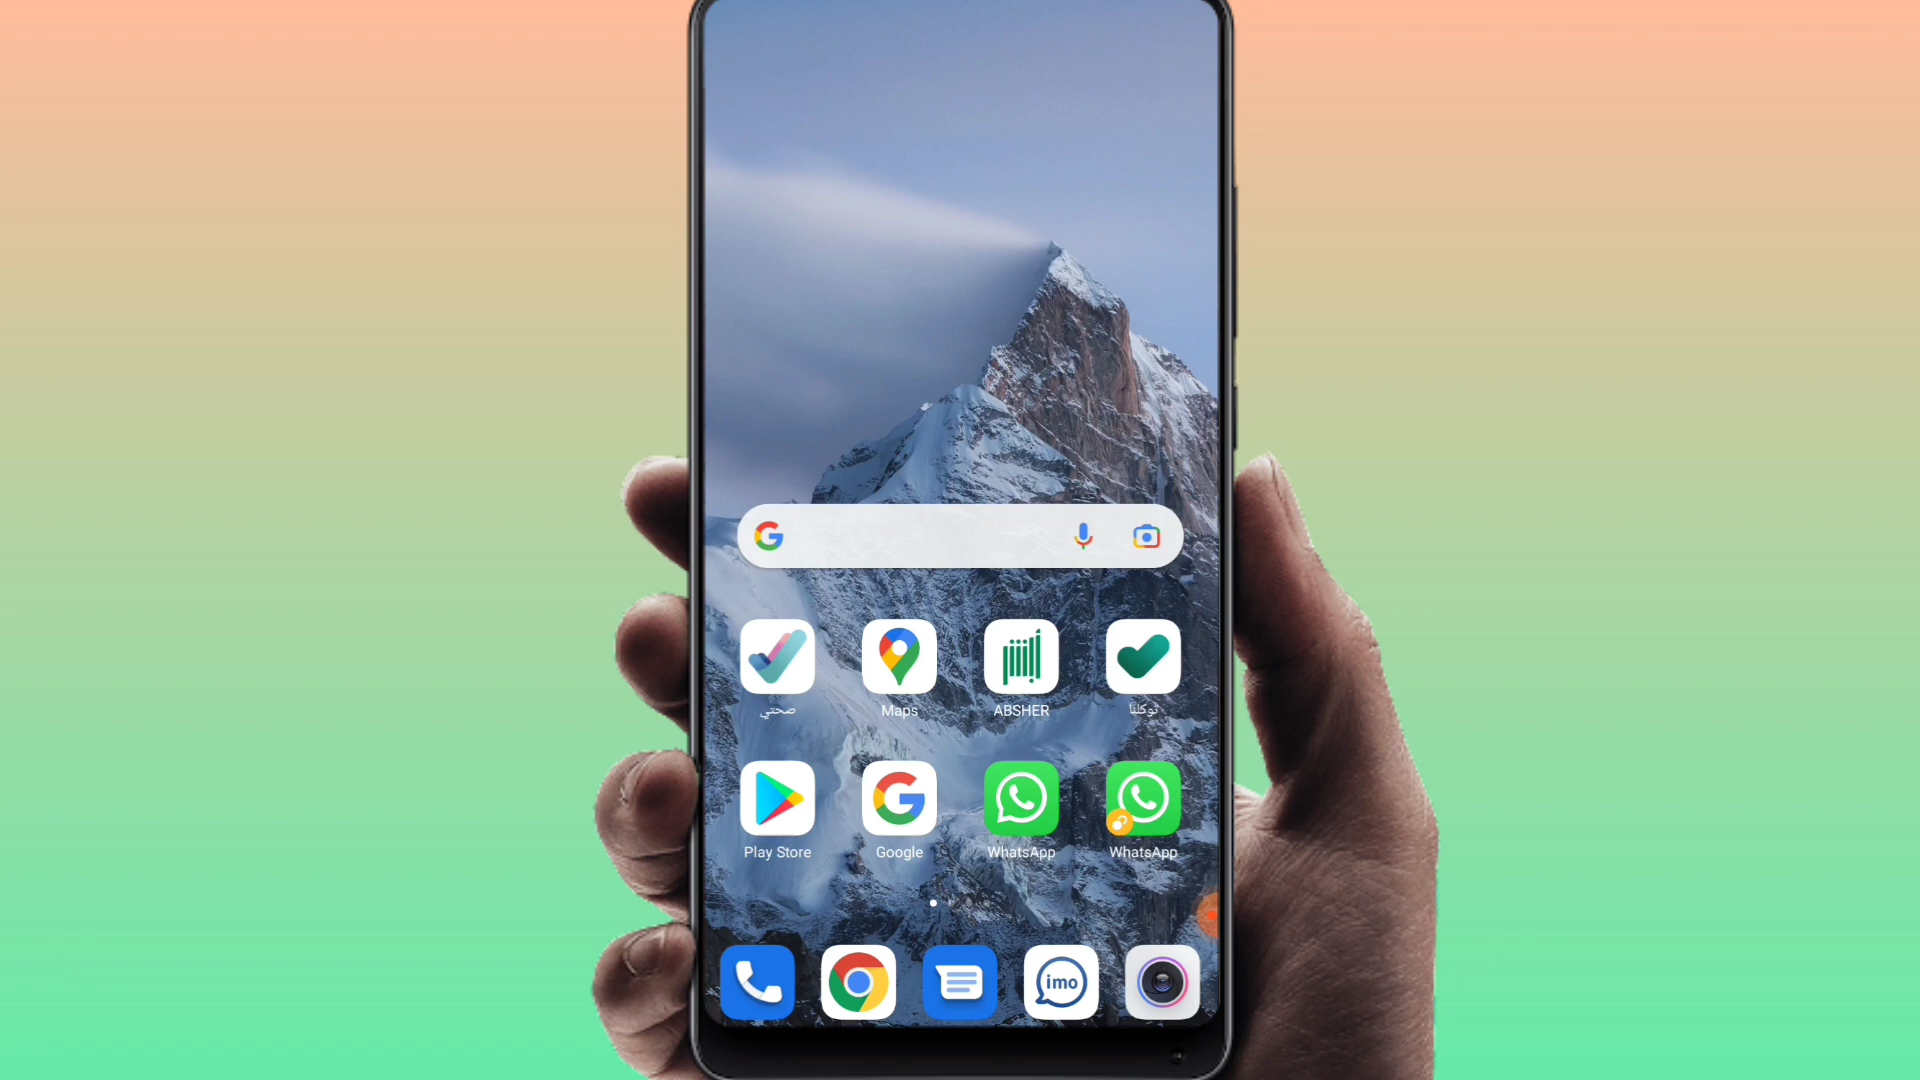 صحتي
Maps
ABSHER
توكلنا
Play Store
Google
WhatsApp
WhatsApp
imo